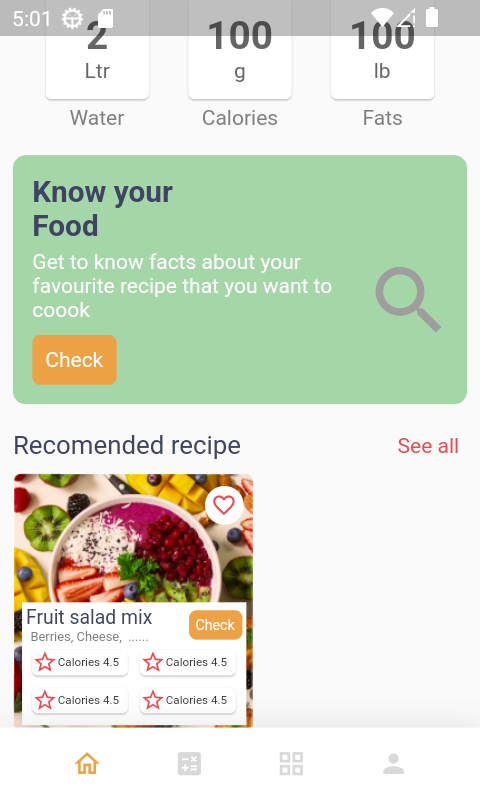 5:01
2 100 100
Ltr g lb
Water Calories Fats
Know your
Food
Get to know facts about your
favourite recipe that you want to
coook
Check
Recomended recipe See all
Fruit salad mix
Check
Berries, Cheese, ......
Calories 4.5 Calories 4.5
Calories 4.5 Calories 4.5